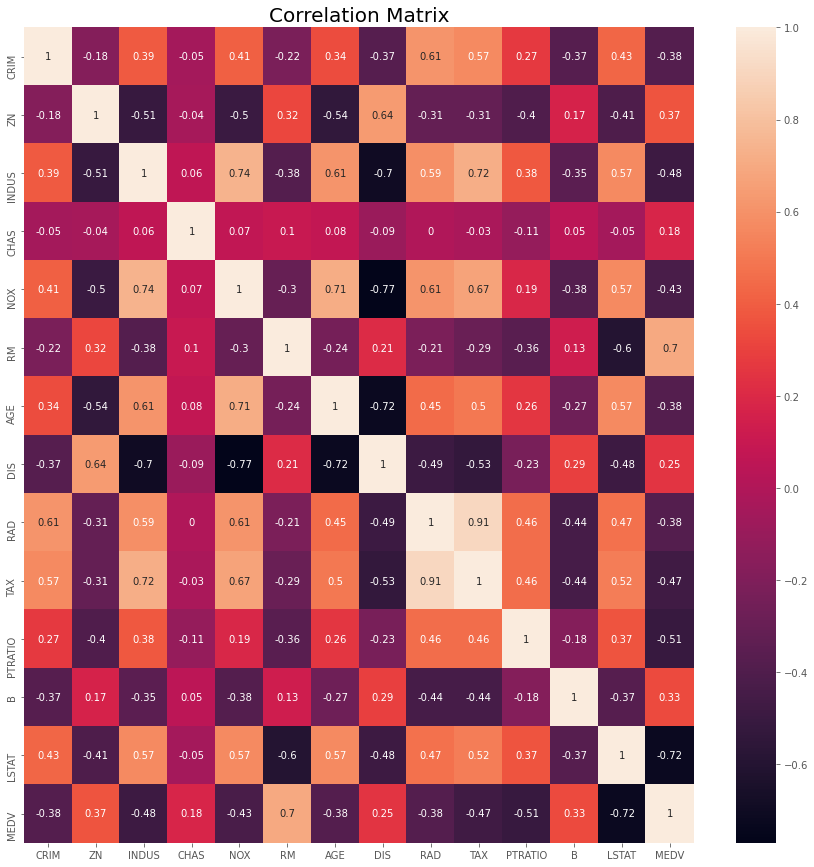 Correlation Matrix
CRIM 1 -0.18 0.39 -0.05 0.41 -0.22 0.34 -0.37 0.61 0.57 0.27 -0.37 0.43 -0.38
ZN -0.18 1 -0.51 -0.04 -0.5 0.32 -0.54 0.64 -0.31 -0.31 -0.4 0.17 -0.41 0.37
INDUS 0.39 -0.51 1 0.06 0.74 -0.38 0.61 -0.7 0.59 0.72 0.38 -0.35 0.57 -0.48
CHAS -0.05 -0.04 0.06 1 0.07 0.1 0.08 -0.09 0 -0.03 -0.11 0.05 -0.05 0.18
NOX 0.41 -0.5 0.74 0.07 1 -0.3 0.71 -0.77 0.61 0.67 0.19 -0.38 0.57 -0.43
RM -0.22 0.32 -0.38 0.1 -0.3 1 -0.24 0.21 -0.21 -0.29 -0.36 0.13 -0.6 0.7
AGE 0.34 -0.54 0.61 0.08 0.71 -0.24 1 -0.72 0.45 0.5 0.26 -0.27 0.57 -0.38
DIS -0.37 0.64 -0.7 -0.09 -0.77 0.21 -0.72 1 -0.49 -0.53 -0.23 0.29 -0.48 0.25
RAD 0.61 -0.31 0.59 0 0.61 -0.21 0.45 -0.49 1 0.91 0.46 -0.44 0.47 -0.38
TAX 0.57 -0.31 0.72 -0.03 0.67 -0.29 0.5 -0.53 0.91 1 0.46 -0.44 0.52 -0.47
PTRATIO 0.27 -0.4 0.38 -0.11 0.19 -0.36 0.26 -0.23 0.46 0.46 1 -0.18 0.37 -0.51
B -0.37 0.17 -0.35 0.05 -0.38 0.13 -0.27 0.29 -0.44 -0.44 -0.18 1 -0.37 0.33
LSTAT 0.43 -0.41 0.57 -0.05 0.57 -0.6 0.57 -0.48 0.47 0.52 0.37 -0.37 1 -0.72
MEDV -0.38 0.37 -0.48 0.18 -0.43 0.7 -0.38 0.25 -0.38 -0.47 -0.51 0.33 -0.72 1
CRIM ZN INDUS CHAS NOX RM AGE DIS RAD TAX PTRATIO B LSTAT MEDV
1.0
0.8
0.6
0.4
0.2
0.0
−0.2
−0.4
−0.6